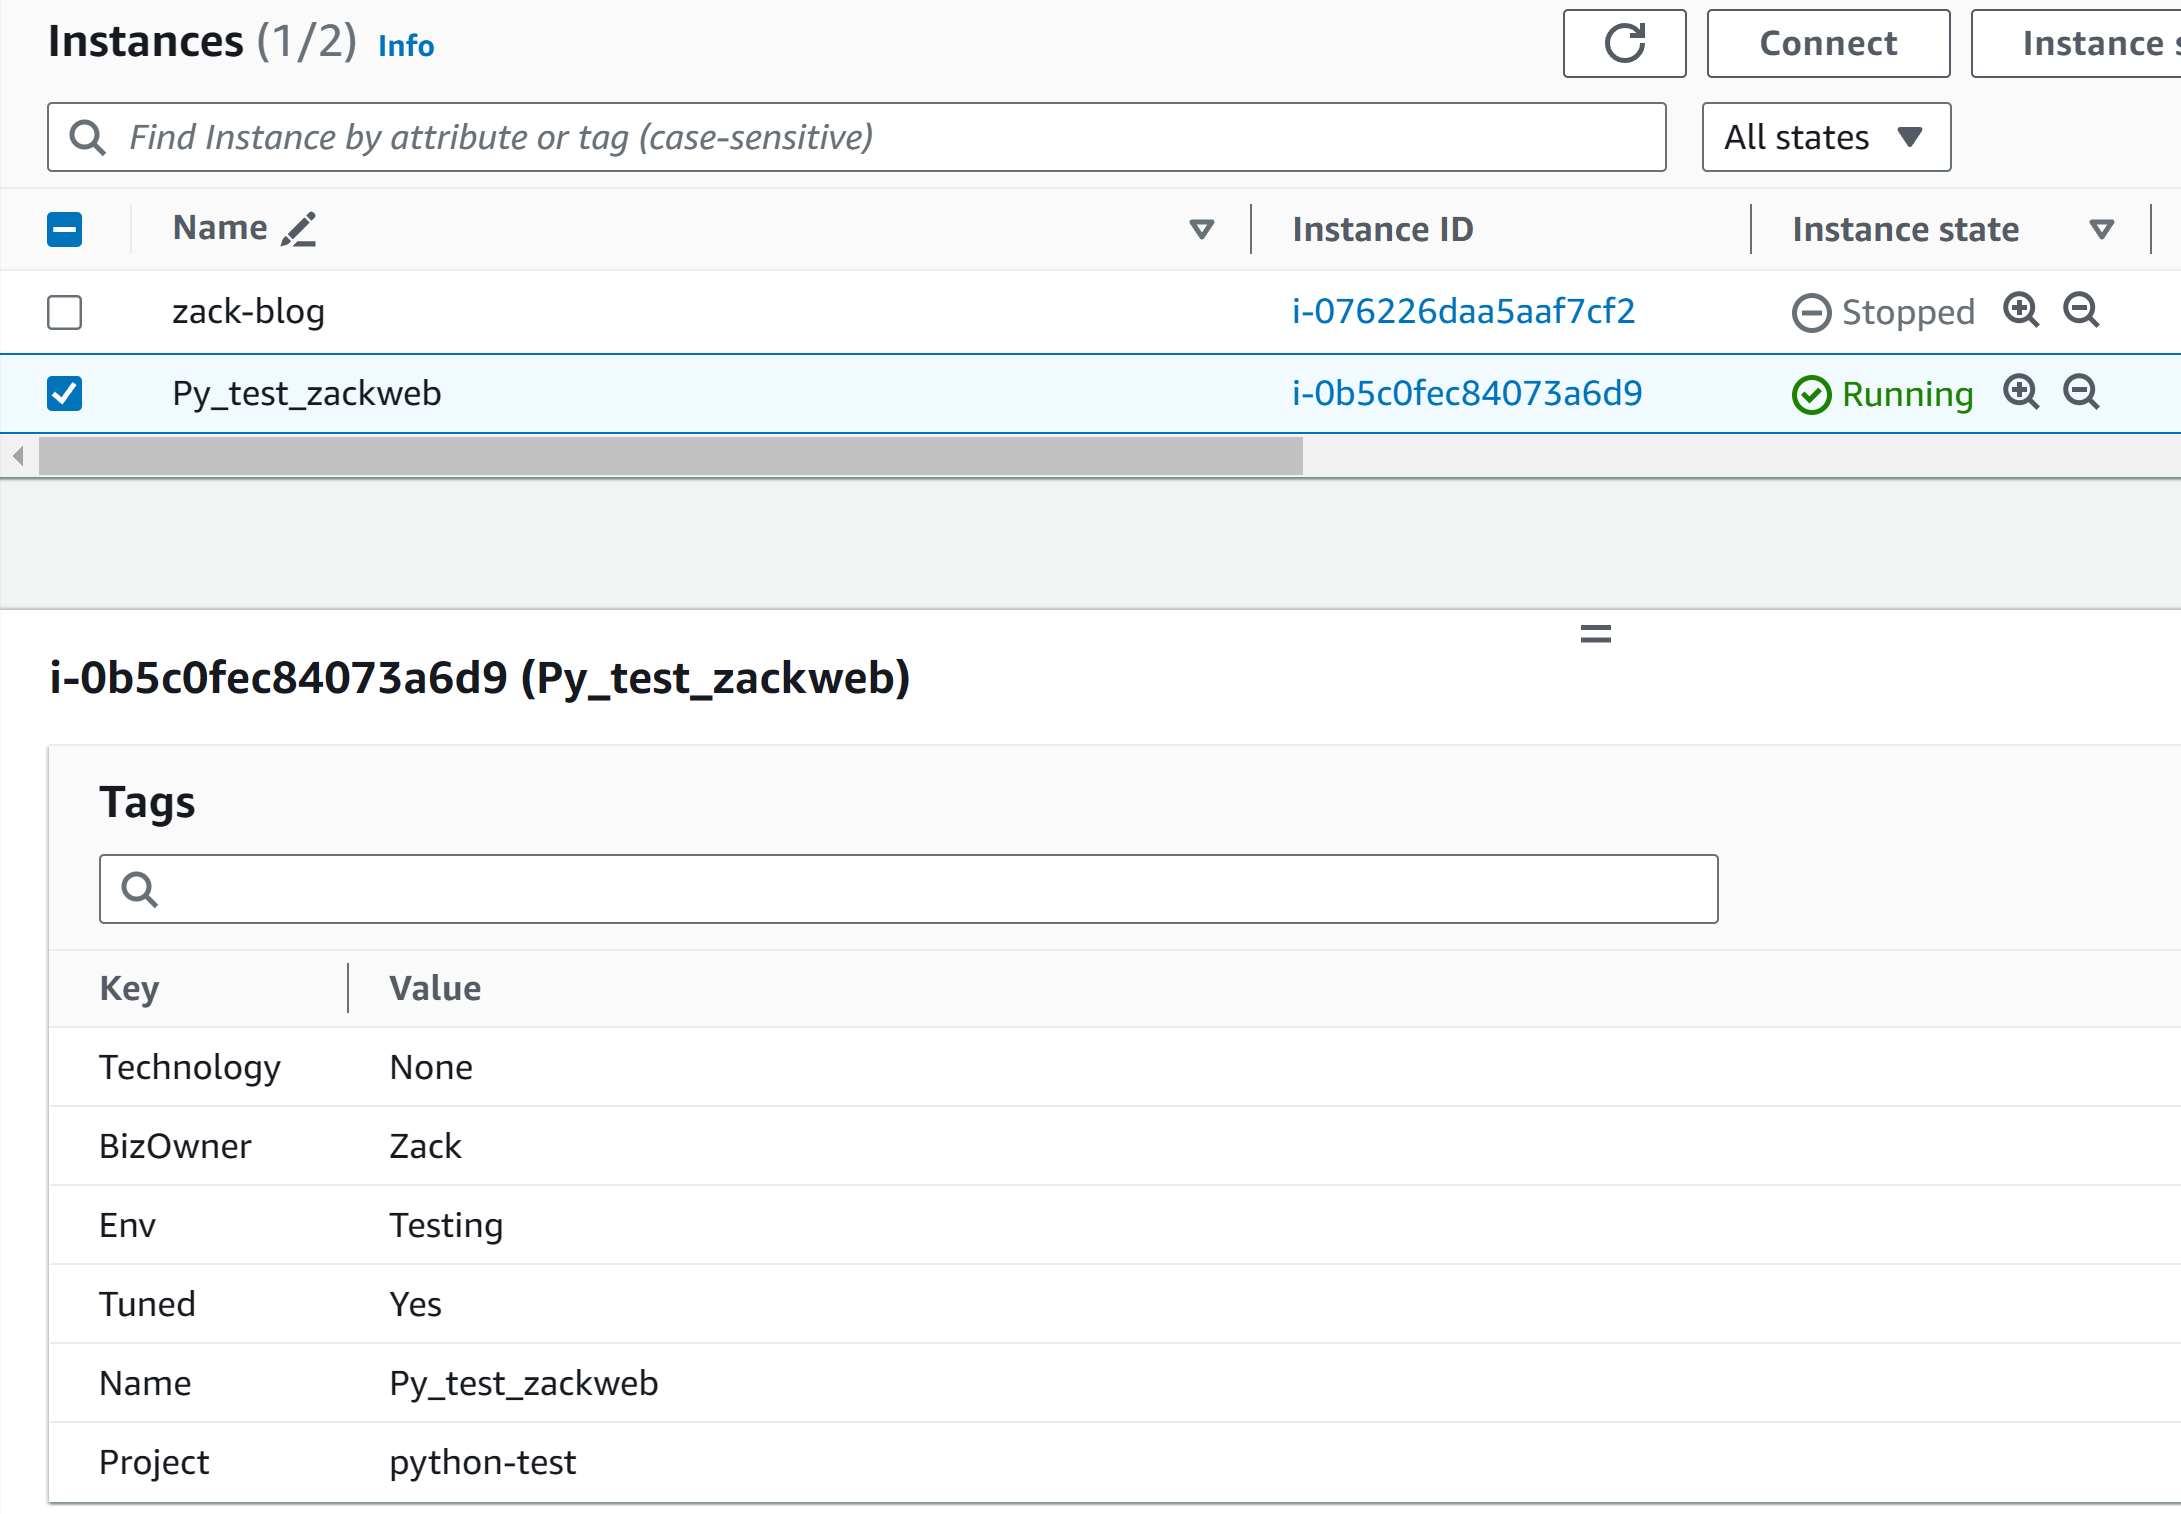 Instances (1/2) Info
Connect
Instance s
Find Instance by attribute or tag (case-sensitive)
All states
Name Instance ID Instance state
zack-blog i-076226daa5aaf7cf2 Stopped
Py_test_zackweb i-0b5c0fec84073a6d9 Running
i-0b5c0fec84073a6d9 (Py_test_zackweb)
Tags
Key Value
Technology None
BizOwner Zack
Env Testing
Tuned Yes
Name Py_test_zackweb
Project python-test